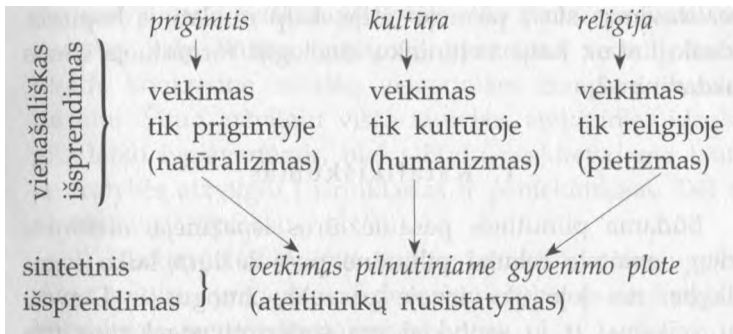 prigimtis kultūra religija
vienašališkas
išsprendimas
veikimas veikimas veikimas
tik prigimtyje tik kultūroje tik religijoje
(naturalizmas) (humanizmas) (pietizmas)
sintetinis veikimas pilnutiniame gyvenimo plote
išsprendimas (ateitininkų nusistatymas)